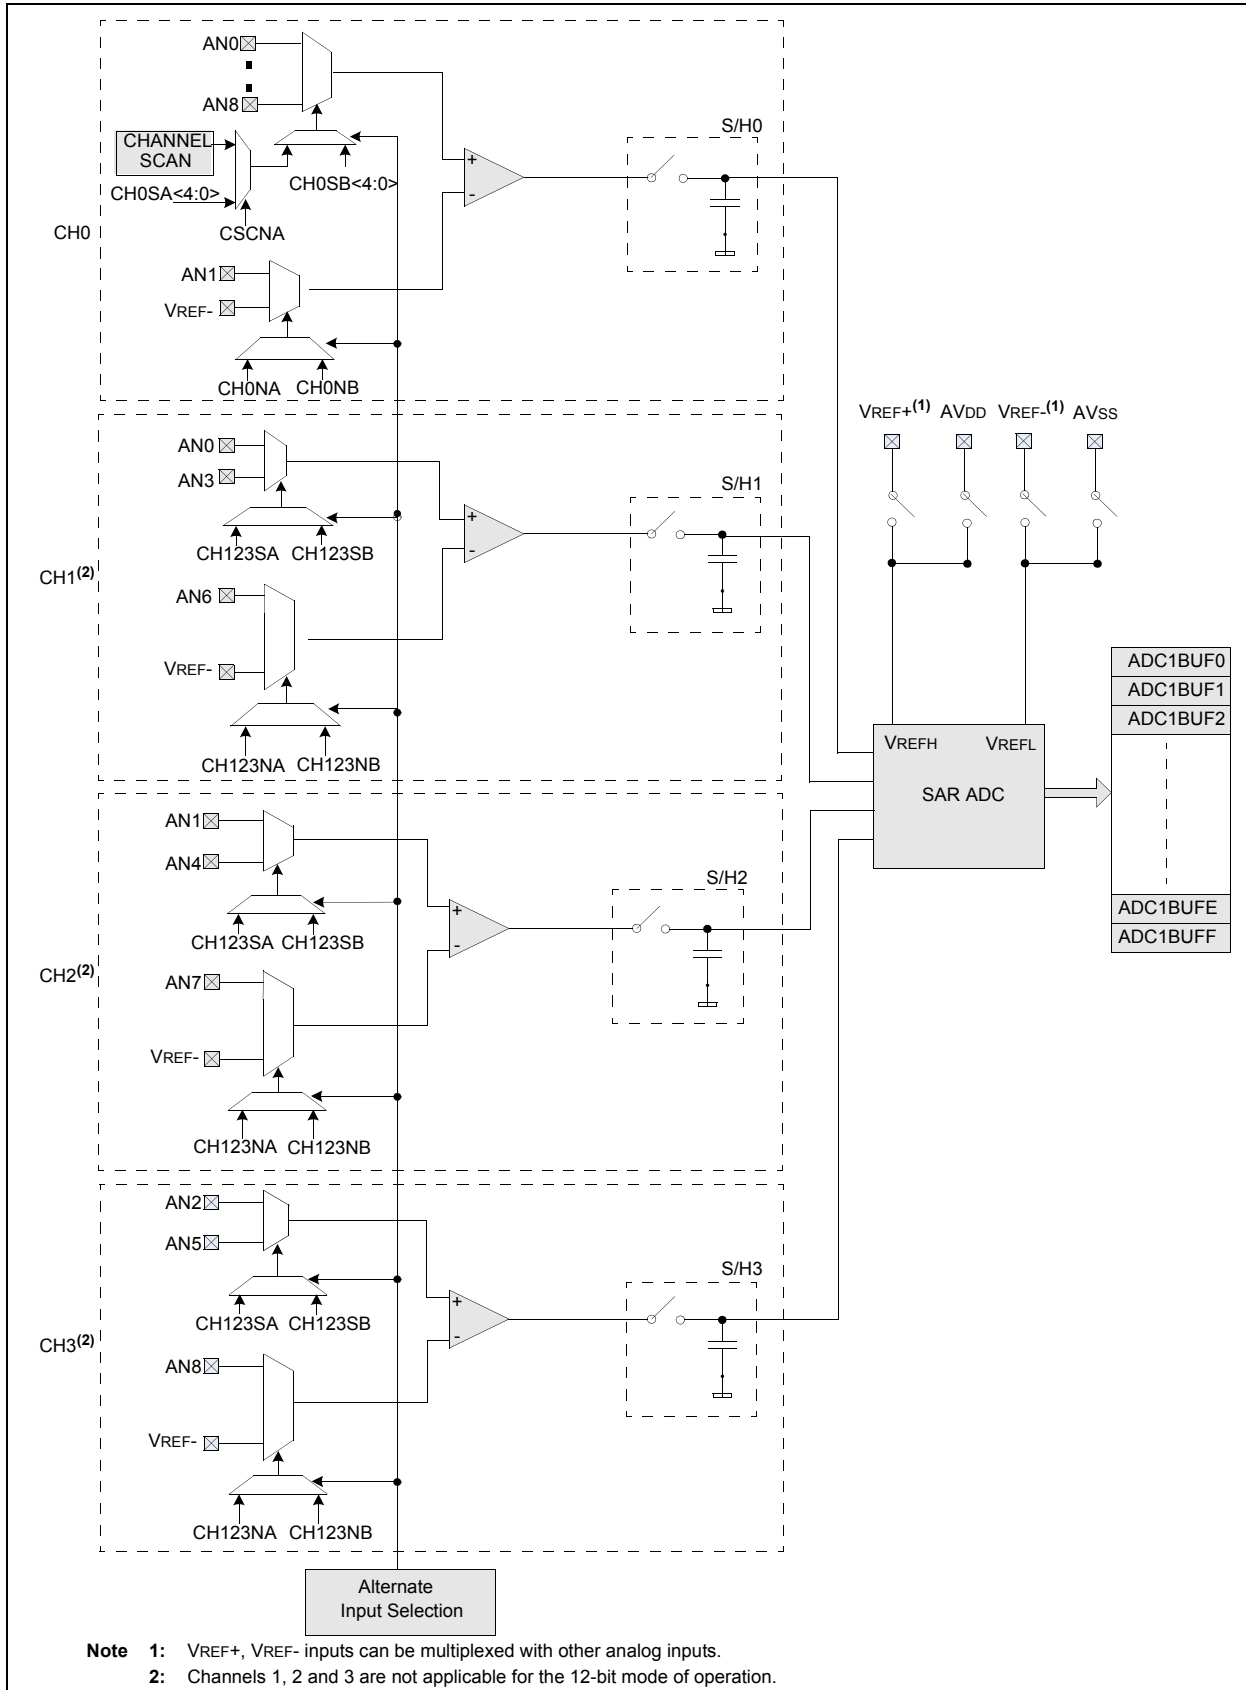 AN0
AN8
CHANNEL
SCAN
CH0SA<4:0>
CH0SB<4:0>
CSCNA
+
-
S/H0
CH0
AN1
VREF-
CH0NA CH0NB
AN0
AN3
CH123SA CH123SB
+
-
S/H1
CH1(2)
AN6
VREF-
CH123NA CH123NB
VREF+(1) AVDD VREF-(1) AVSS
VREFH VREFL
SAR ADC
ADC1BUF0
ADC1BUF1
ADC1BUF2
ADC1BUFE
ADC1BUFF
AN1
AN4
CH123SA CH123SB
+
-
S/H2
CH2(2)
AN7
VREF-
CH123NA CH123NB
AN2
AN5
CH123SA CH123SB
+
-
S/H3
CH3(2)
AN8
VREF-
CH123NA CH123NB
Alternate
Input Selection
Note 1: VREF+, VREF- inputs can be multiplexed with other analog inputs.
2: Channels 1, 2 and 3 are not applicable for the 12-bit mode of operation.